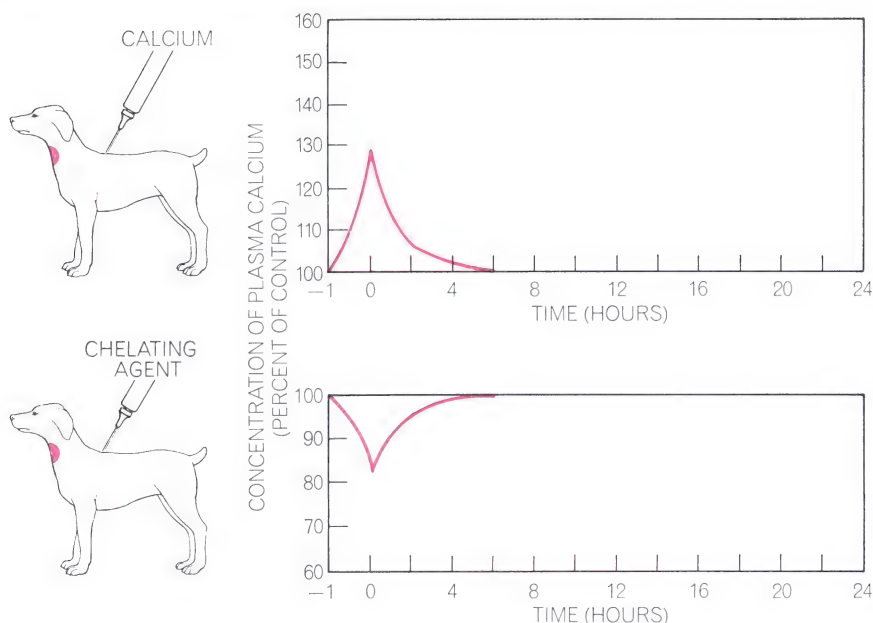 CALCIUM
CONCENTRATION OF PLASMA CALCIUM
(PERCENT OF CONTROL)
160
150
140
130
120
110
100
−1 0 4 8 12 16 20 24
TIME (HOURS)
CHELATING
AGENT
100
90
80
70
60
−1 0 4 8 12 16 20 24
TIME (HOURS)